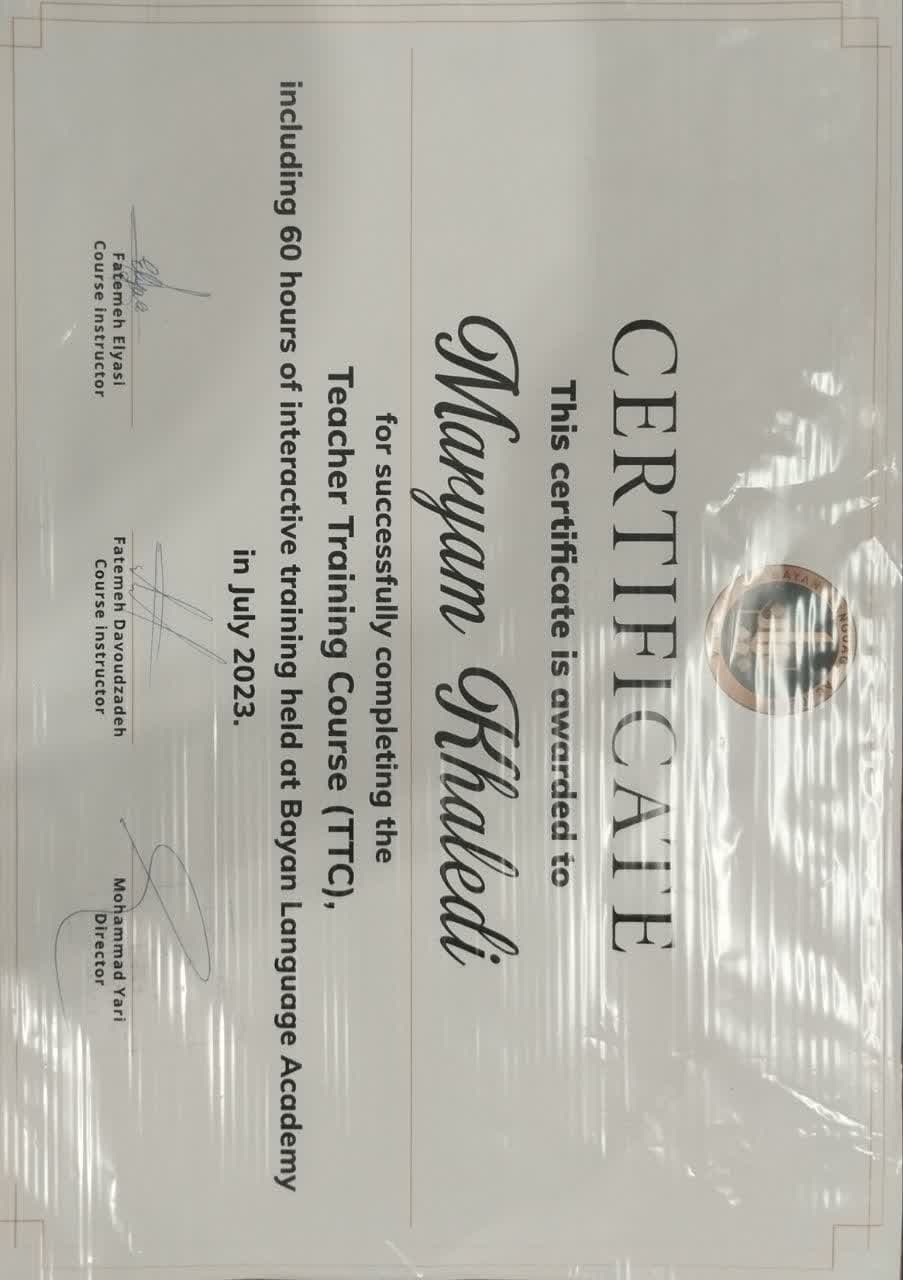 BAYAN
CERTIFICATE
This certificate is awarded to
Maryam Khaledi
for successfully completing the
Teacher Training Course (TTC),
including 60 hours of interactive training held at Bayan Language Academy
in July 2023.
Elyasi
Fatemeh Elyasi
Course instructor
Fatemeh Davoudzadeh
Course instructor
Mohammad Yari
Director